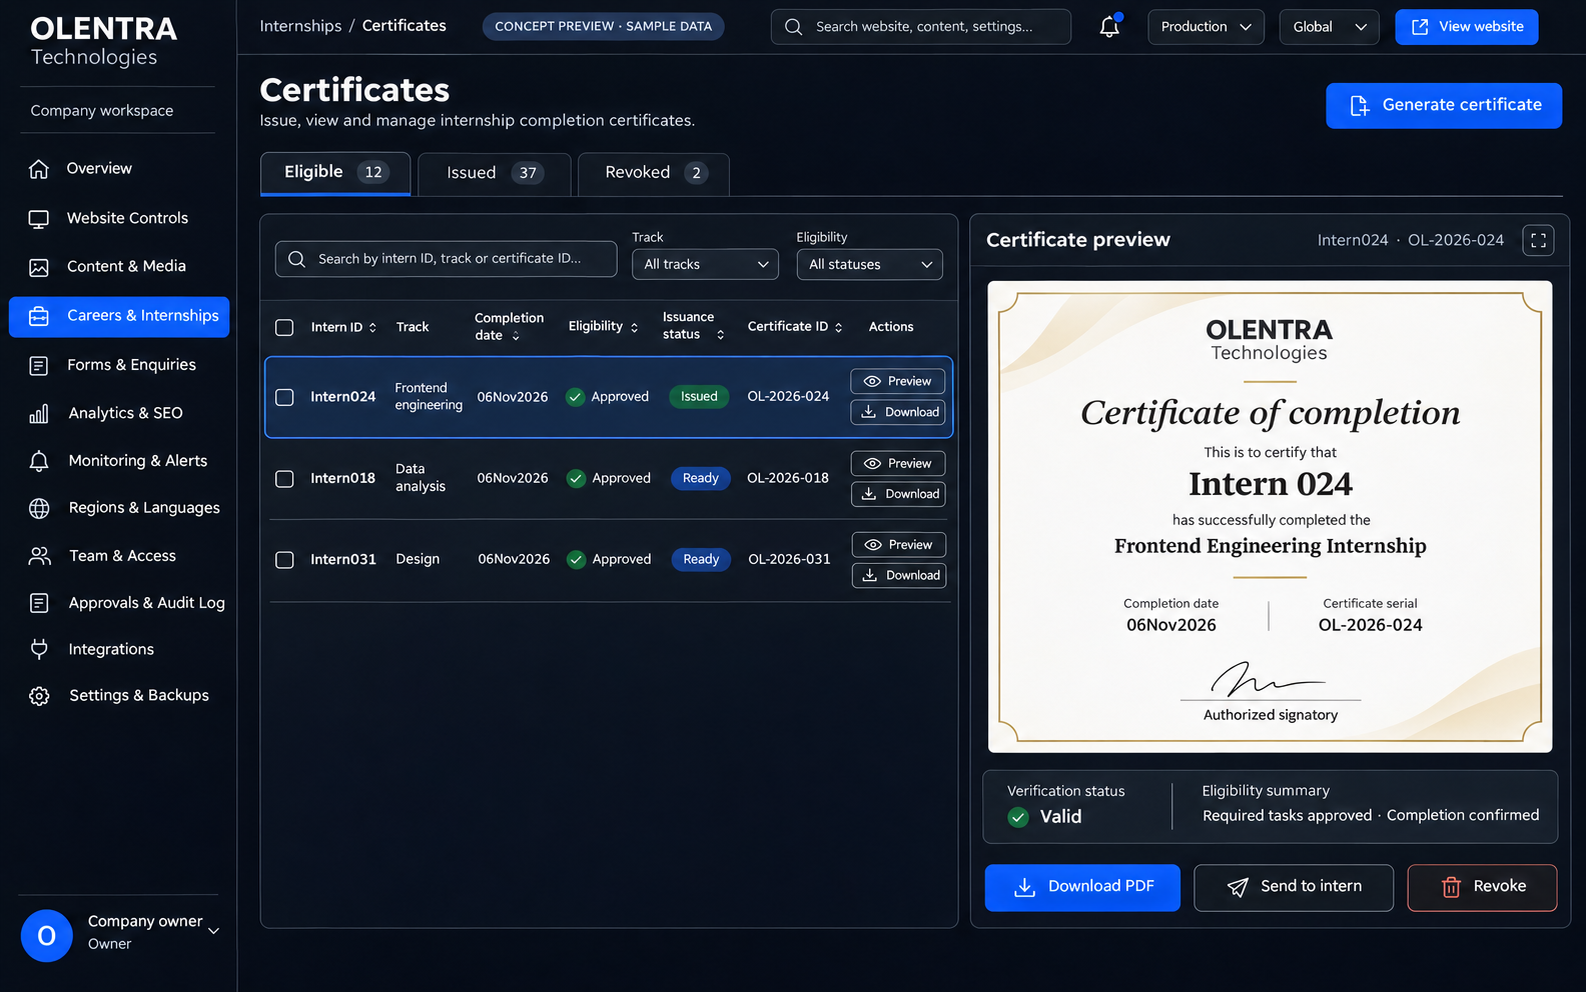 OLENTRA
Technologies
Company workspace
Overview
Website Controls
Content & Media
Careers & Internships
Forms & Enquiries
Analytics & SEO
Monitoring & Alerts
Regions & Languages
Team & Access
Approvals & Audit Log
Integrations
Settings & Backups
O
Company owner
Owner
Internships / Certificates
CONCEPT PREVIEW · SAMPLE DATA
Search website, content, settings...
Production
Global
View website
Certificates
Issue, view and manage internship completion certificates.
Generate certificate
Eligible 12
Issued 37
Revoked 2
Search by intern ID, track or certificate ID...
Track
All tracks
Eligibility
All statuses
Intern ID
Track
Completion
date
Eligibility
Issuance
status
Certificate ID
Actions
Intern024
Frontend
engineering
06Nov2026
Approved
Issued
OL-2026-024
Preview
Download
Intern018
Data
analysis
06Nov2026
Approved
Ready
OL-2026-018
Preview
Download
Intern031
Design
06Nov2026
Approved
Ready
OL-2026-031
Preview
Download
Certificate preview
Intern024 · OL-2026-024
OLENTRA
Technologies
Certificate of completion
This is to certify that
Intern 024
has successfully completed the
Frontend Engineering Internship
Completion date
06Nov2026
Certificate serial
OL-2026-024
Authorized signatory
Verification status
Valid
Eligibility summary
Required tasks approved · Completion confirmed
Download PDF
Send to intern
Revoke